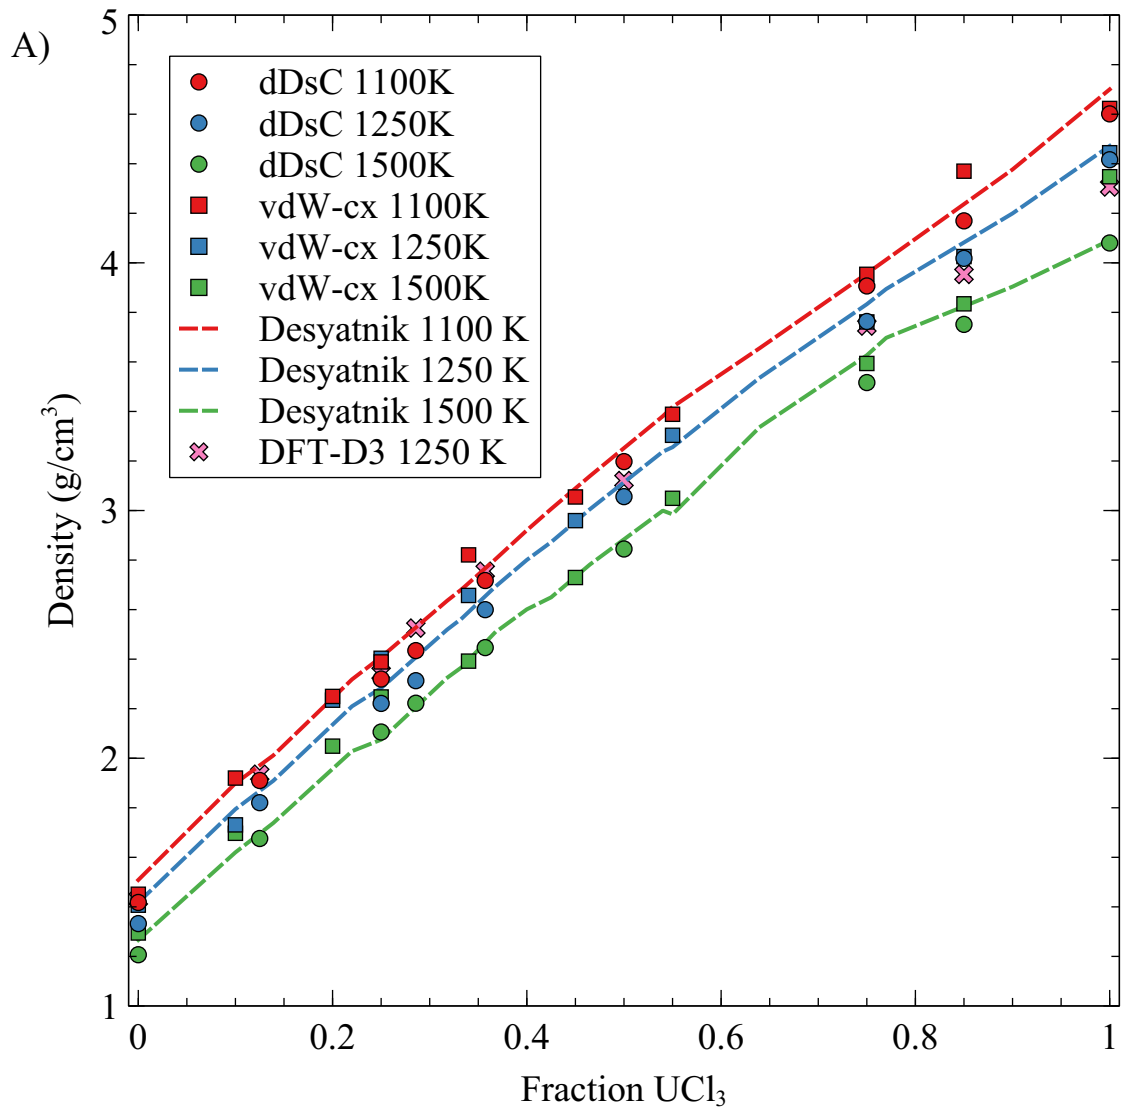 A)
5
4
3
2
1
Density (g/cm³)
dDsC 1100K
dDsC 1250K
dDsC 1500K
vdW-cx 1100K
vdW-cx 1250K
vdW-cx 1500K
Desyatnik 1100 K
Desyatnik 1250 K
Desyatnik 1500 K
DFT-D3 1250 K
0 0.2 0.4 0.6 0.8 1
Fraction UCl₃